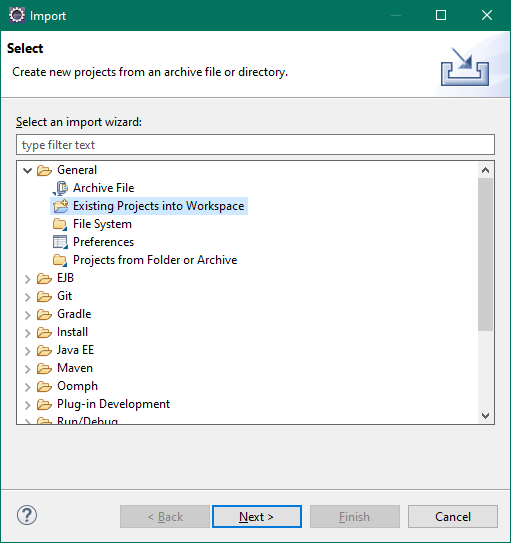 Import
Select
Create new projects from an archive file or directory.
Select an import wizard:
type filter text
General
Archive File
Existing Projects into Workspace
File System
Preferences
Projects from Folder or Archive
EJB
Git
Gradle
Install
Java EE
Maven
Oomph
Plug-in Development
Run/Debug
?
< Back
Next >
Finish
Cancel